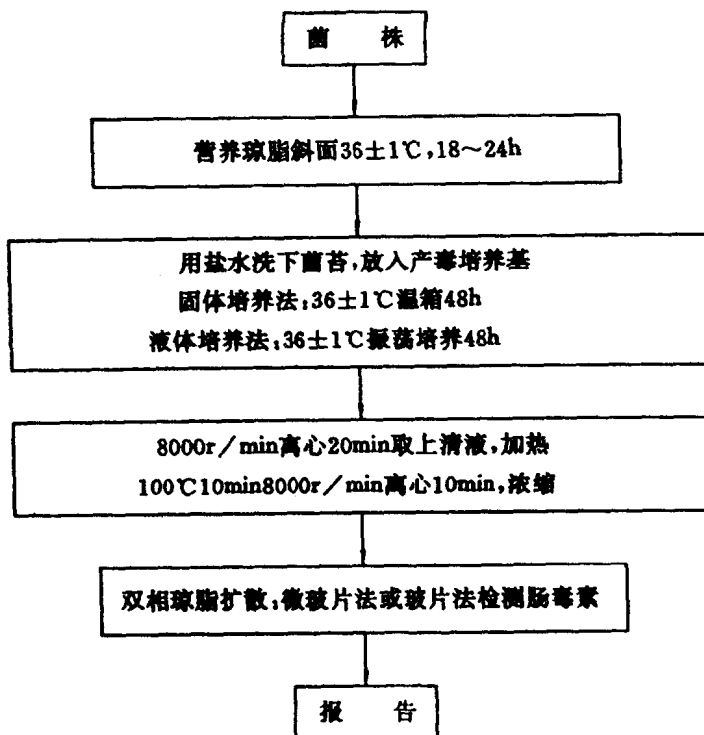 菌 株
营养琼脂斜面36±1℃,18～24h
用盐水洗下菌苔,放入产毒培养基
固体培养法:36±1℃温箱48h
液体培养法:36±1℃振荡培养48h
8000r／min离心20min取上清液,加热
100℃10min8000r／min离心10min,浓缩
双相琼脂扩散:微玻片法或玻片法检测肠毒素
报 告